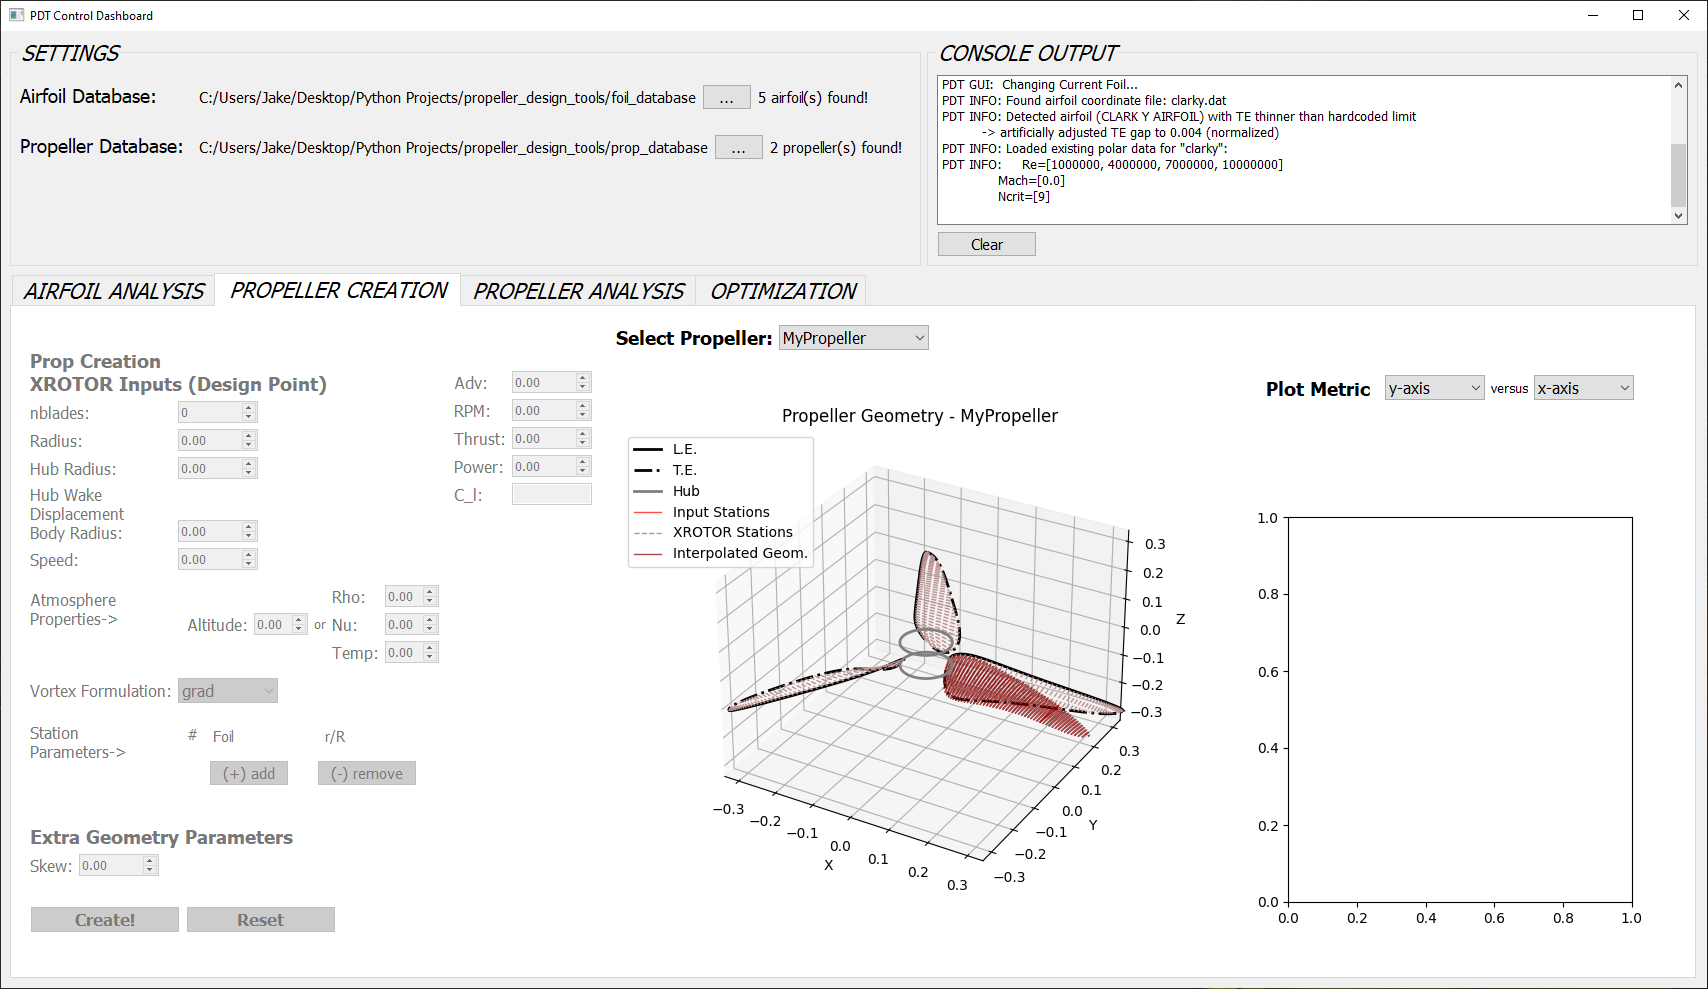 PDT Control Dashboard
SETTINGS
Airfoil Database: C:/Users/Jake/Desktop/Python Projects/propeller_design_tools/foil_database ... 5 airfoil(s) found!
Propeller Database: C:/Users/Jake/Desktop/Python Projects/propeller_design_tools/prop_database ... 2 propeller(s) found!
CONSOLE OUTPUT
PDT GUI:  Changing Current Foil...
PDT INFO: Found airfoil coordinate file: clarky.dat
PDT INFO: Detected airfoil (CLARK Y AIRFOIL) with TE thinner than hardcoded limit
-> artificially adjusted TE gap to 0.004 (normalized)
PDT INFO: Loaded existing polar data for "clarky":
PDT INFO:     Re=[1000000, 4000000, 7000000, 10000000]
Mach=[0.0]
Ncrit=[9]
Clear
AIRFOIL ANALYSIS PROPELLER CREATION PROPELLER ANALYSIS OPTIMIZATION
Prop Creation
XROTOR Inputs (Design Point)
nblades: 0
Radius: 0.00
Hub Radius: 0.00
Hub Wake
Displacement
Body Radius: 0.00
Speed: 0.00
Adv: 0.00
RPM: 0.00
Thrust: 0.00
Power: 0.00
C_l:
Atmosphere
Properties->
Altitude: 0.00 or
Rho: 0.00
Nu: 0.00
Temp: 0.00
Vortex Formulation: grad
Station
Parameters->
# Foil r/R
(+) add (-) remove
Extra Geometry Parameters
Skew: 0.00
Create! Reset
Select Propeller: MyPropeller
Propeller Geometry - MyPropeller
L.E.
T.E.
Hub
Input Stations
XROTOR Stations
Interpolated Geom.
0.3
0.2
0.1
0.0
−0.1
−0.2
−0.3
Z
0.3
0.2
0.1
0.0
−0.1
−0.2
−0.3
Y
−0.3
−0.2
−0.1
0.0
0.1
0.2
0.3
X
Plot Metric y-axis versus x-axis
1.0
0.8
0.6
0.4
0.2
0.0
0.0 0.2 0.4 0.6 0.8 1.0